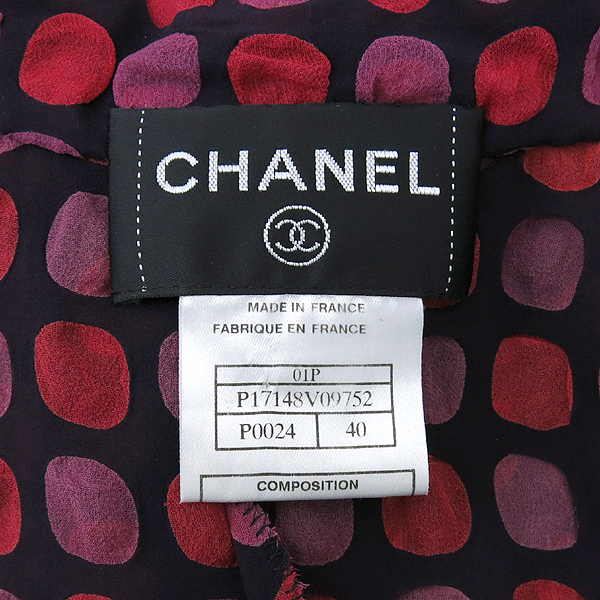 CHANEL
MADE IN FRANCE
FABRIQUE EN FRANCE
01P
P17148V09752
P0024 40
COMPOSITION